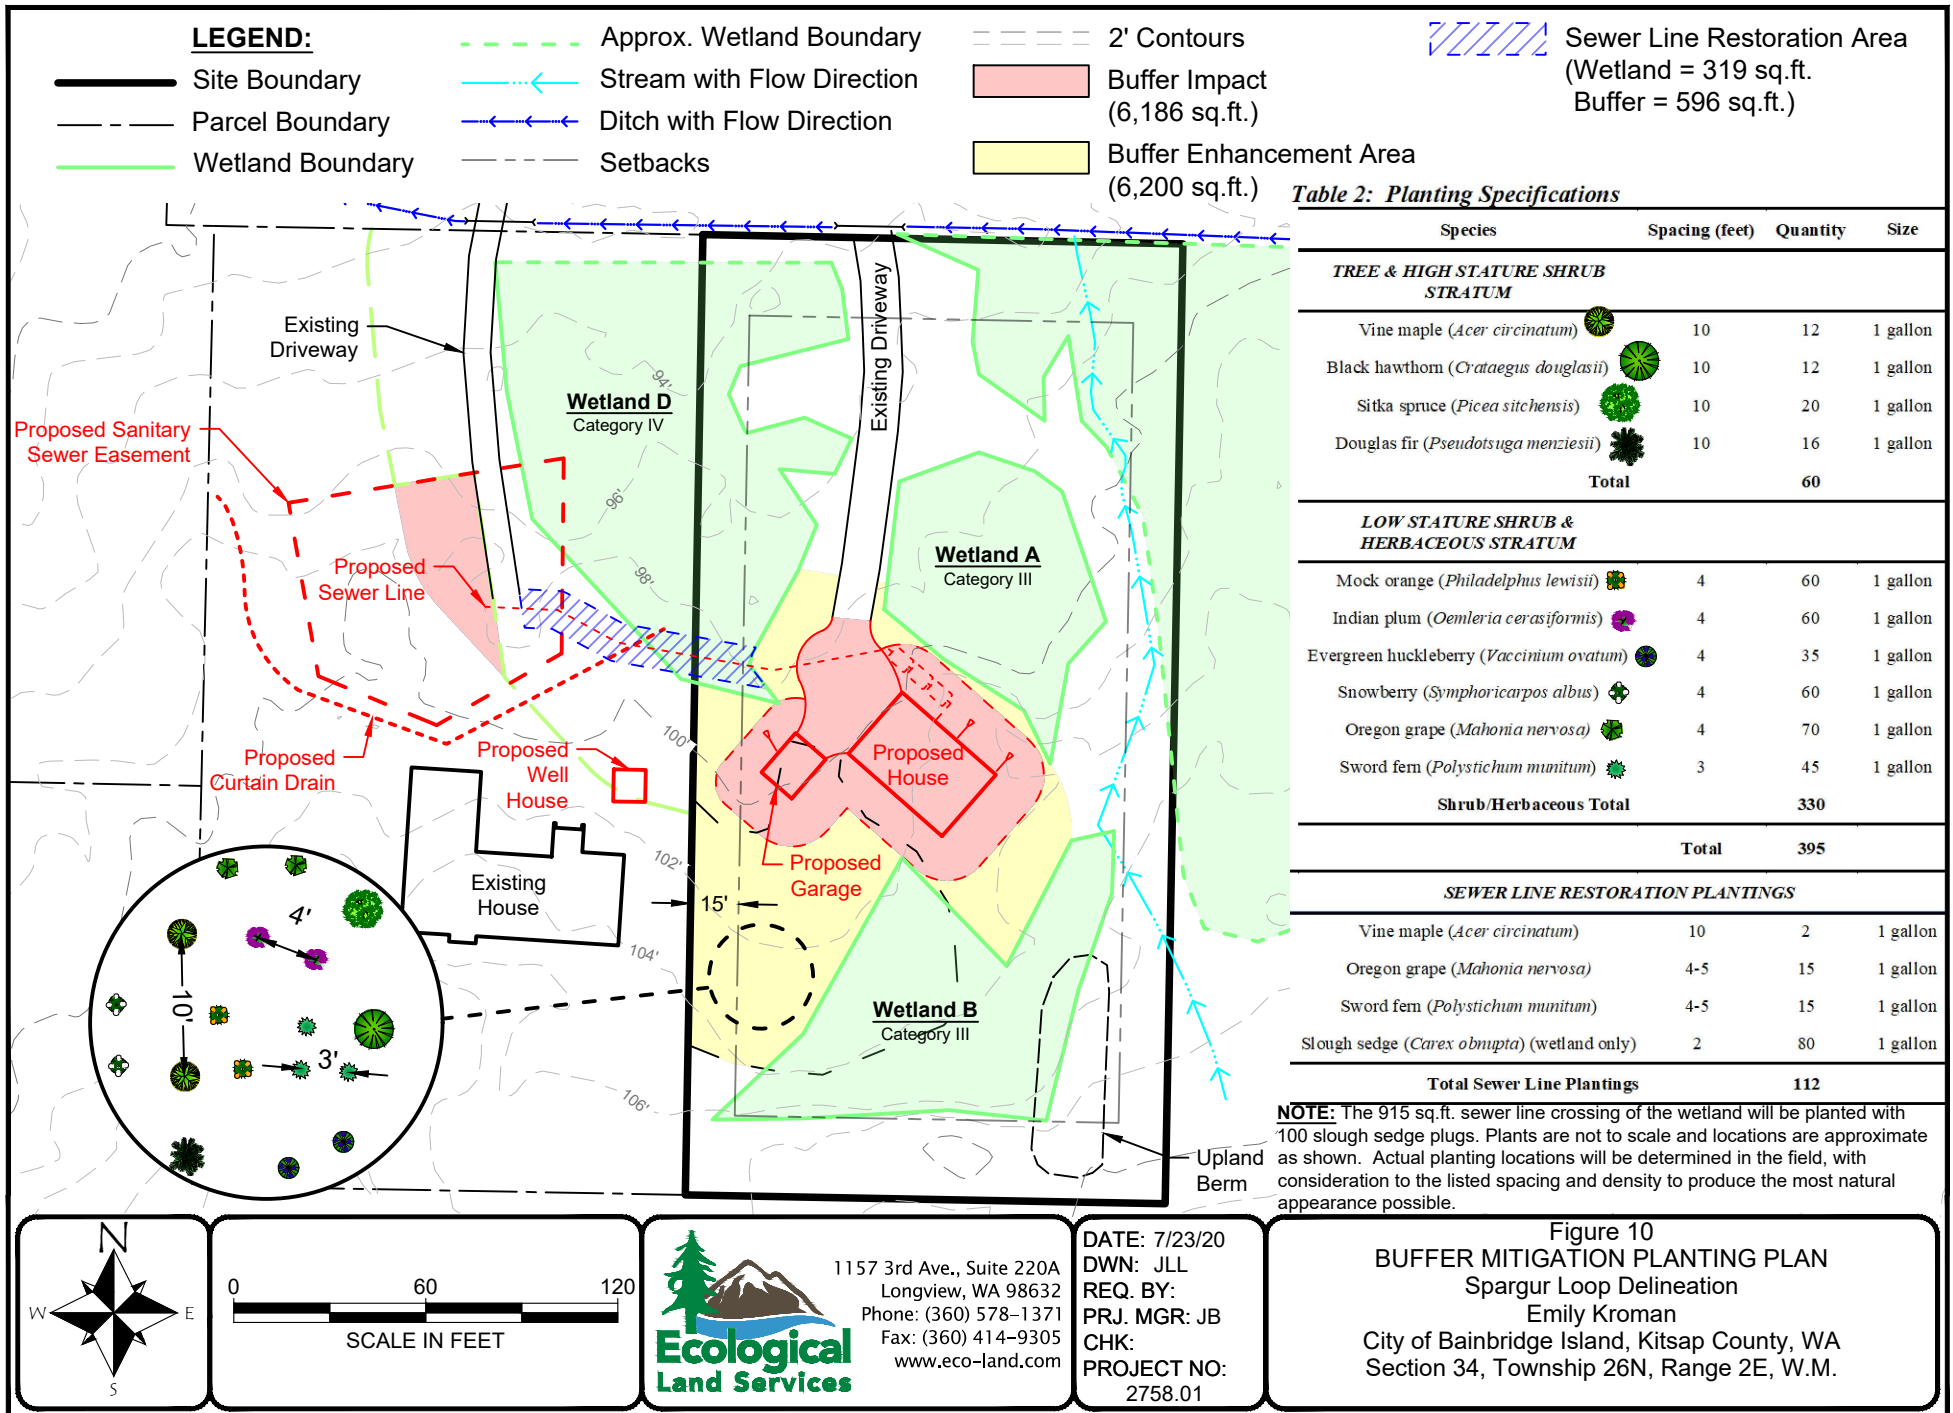 LEGEND:
Site Boundary
Parcel Boundary
Wetland Boundary
Approx. Wetland Boundary
Stream with Flow Direction
Ditch with Flow Direction
Setbacks
2' Contours
Buffer Impact
(6,186 sq.ft.)
Buffer Enhancement Area
(6,200 sq.ft.)
Sewer Line Restoration Area
(Wetland = 319 sq.ft.
Buffer = 596 sq.ft.)
Existing
Driveway
Existing Driveway
Wetland D
Category IV
94'
96'
98'
100'
102'
104'
106'
Proposed Sanitary
Sewer Easement
Proposed
Sewer Line
Wetland A
Category III
Proposed
Curtain Drain
Proposed
Well
House
Proposed
House
Proposed
Garage
Existing
House
15'
Wetland B
Category III
Upland
Berm
4'
10'
3'
Table 2: Planting Specifications
Species Spacing (feet) Quantity Size
TREE & HIGH STATURE SHRUB
STRATUM
Vine maple (Acer circinatum) 10 12 1 gallon
Black hawthorn (Crataegus douglasii) 10 12 1 gallon
Sitka spruce (Picea sitchensis) 10 20 1 gallon
Douglas fir (Pseudotsuga menziesii) 10 16 1 gallon
Total 60
LOW STATURE SHRUB &
HERBACEOUS STRATUM
Mock orange (Philadelphus lewisii) 4 60 1 gallon
Indian plum (Oemleria cerasiformis) 4 60 1 gallon
Evergreen huckleberry (Vaccinium ovatum) 4 35 1 gallon
Snowberry (Symphoricarpos albus) 4 60 1 gallon
Oregon grape (Mahonia nervosa) 4 70 1 gallon
Sword fern (Polystichum munitum) 3 45 1 gallon
Shrub/Herbaceous Total 330
Total 395
SEWER LINE RESTORATION PLANTINGS
Vine maple (Acer circinatum) 10 2 1 gallon
Oregon grape (Mahonia nervosa) 4-5 15 1 gallon
Sword fern (Polystichum munitum) 4-5 15 1 gallon
Slough sedge (Carex obnupta) (wetland only) 2 80 1 gallon
Total Sewer Line Plantings 112
NOTE: The 915 sq.ft. sewer line crossing of the wetland will be planted with
100 slough sedge plugs. Plants are not to scale and locations are approximate
as shown. Actual planting locations will be determined in the field, with
consideration to the listed spacing and density to produce the most natural
appearance possible.
N
W
E
S
0 60 120
SCALE IN FEET
Ecological
Land Services
1157 3rd Ave., Suite 220A
Longview, WA 98632
Phone: (360) 578-1371
Fax: (360) 414-9305
www.eco-land.com
DATE: 7/23/20
DWN: JLL
REQ. BY:
PRJ. MGR: JB
CHK:
PROJECT NO:
2758.01
Figure 10
BUFFER MITIGATION PLANTING PLAN
Spargur Loop Delineation
Emily Kroman
City of Bainbridge Island, Kitsap County, WA
Section 34, Township 26N, Range 2E, W.M.